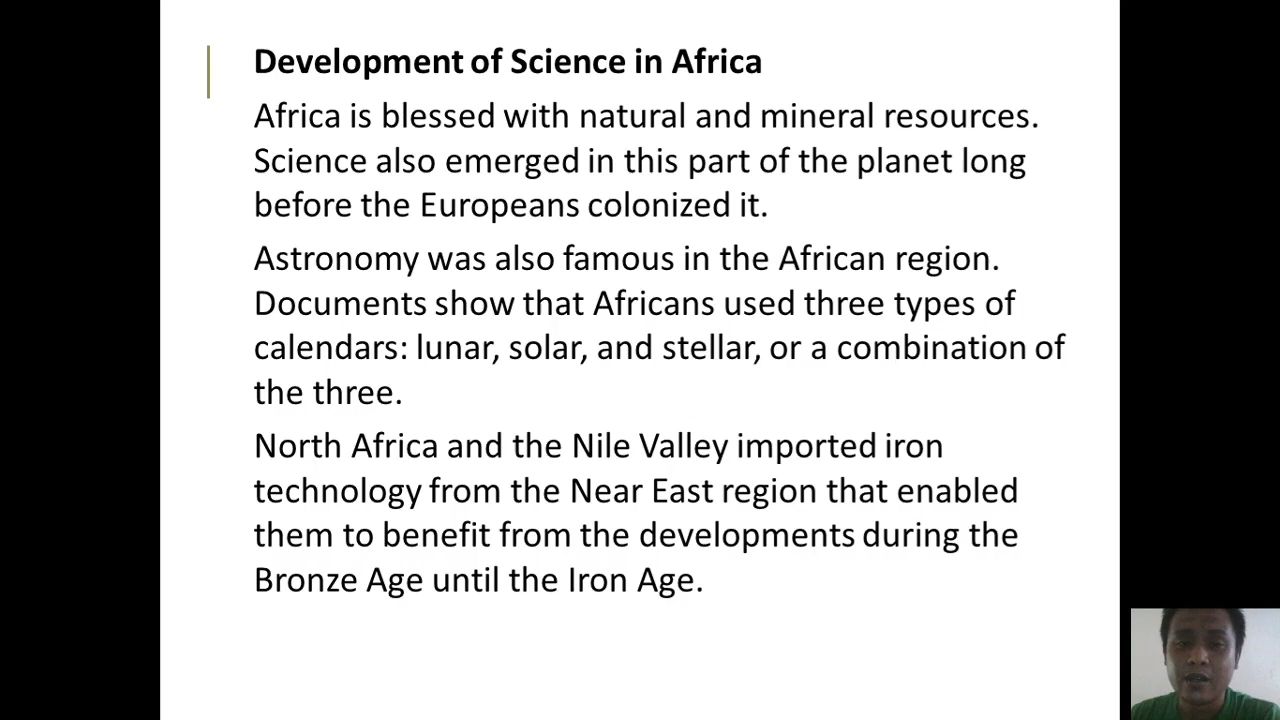 Development of Science in Africa
Africa is blessed with natural and mineral resources.
Science also emerged in this part of the planet long
before the Europeans colonized it.
Astronomy was also famous in the African region.
Documents show that Africans used three types of
calendars: lunar, solar, and stellar, or a combination of
the three.
North Africa and the Nile Valley imported iron
technology from the Near East region that enabled
them to benefit from the developments during the
Bronze Age until the Iron Age.